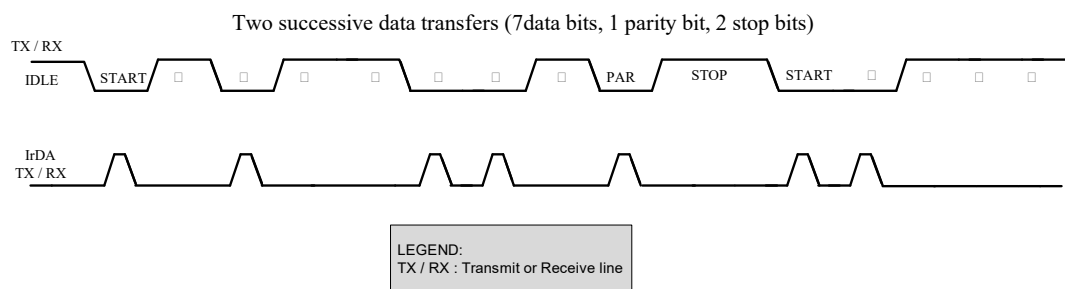 Two successive data transfers (7data bits, 1 parity bit, 2 stop bits)
TX / RX
IDLE START PAR STOP START
IrDA
TX / RX
LEGEND:
TX / RX : Transmit or Receive line